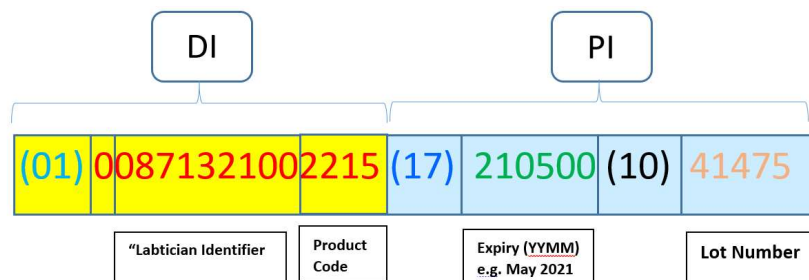 DI PI
(01) 00871321002215 (17) 210500 (10) 41475
"Labtician Identifier
Product
Code
Expiry (YYMM)
e.g. May 2021
Lot Number